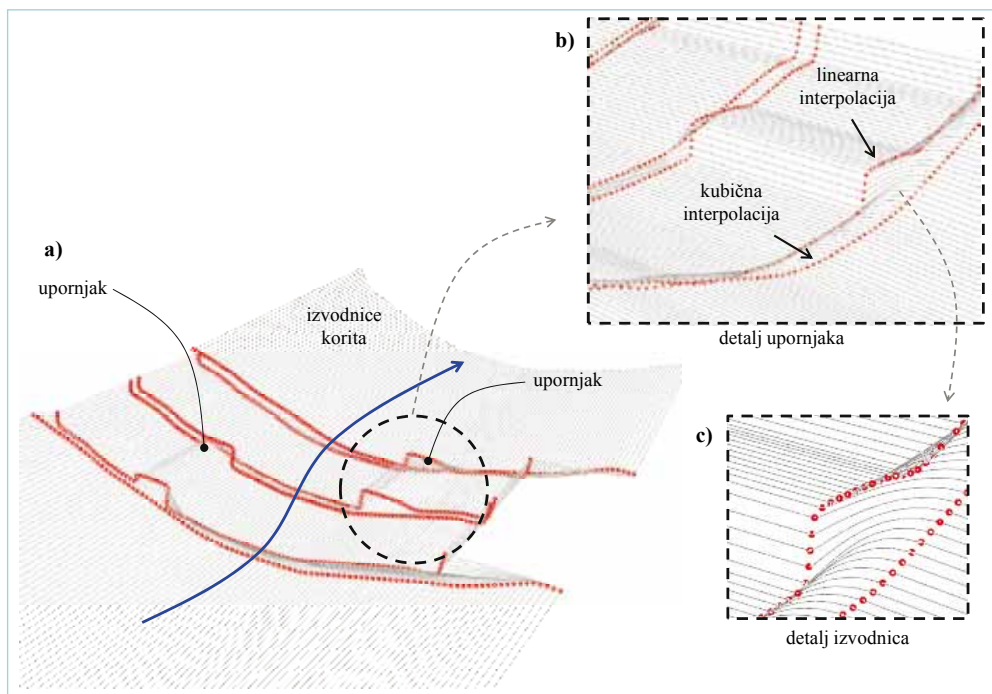 a)
upornjak
izvodnice
korita
upornjak
b)
linearna
interpolacija
kubična
interpolacija
detalj upornjaka
c)
detalj izvodnica